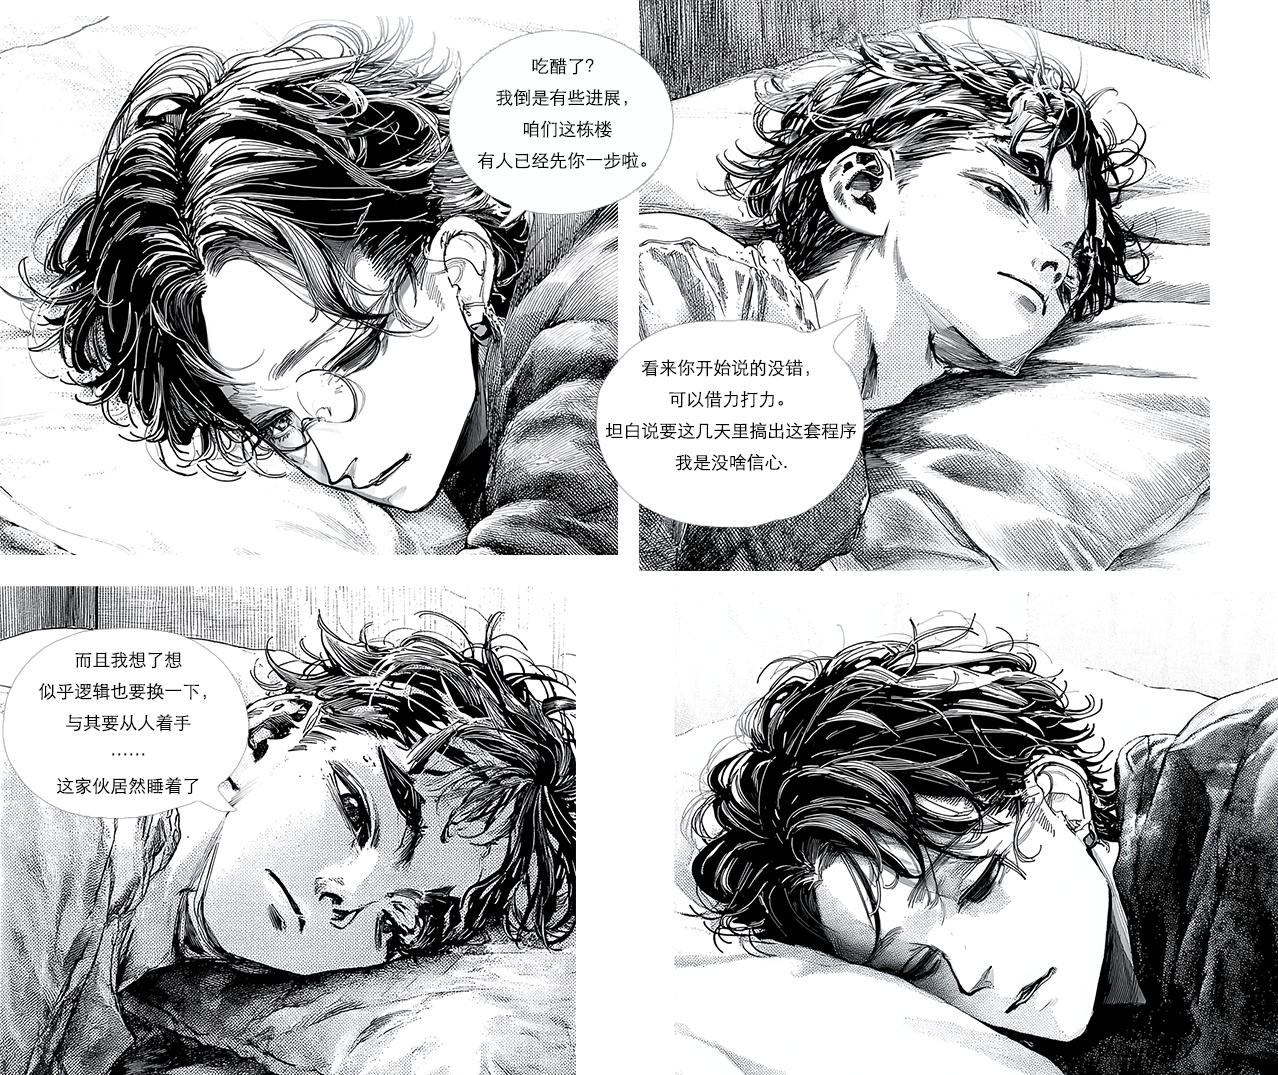 吃醋了?
我倒是有些进展，
咱们这栋楼
有人已经先你一步啦。
看来你开始说的没错，
可以借力打力。
坦白说要这几天里搞出这套程序
我是没啥信心.
而且我想了想
似乎逻辑也要换一下，
与其要从人着手
……
这家伙居然睡着了